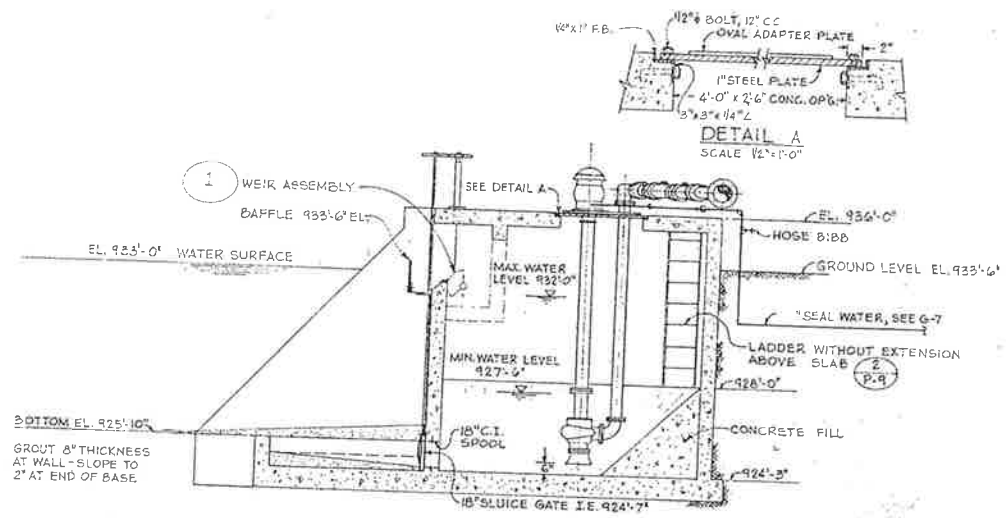 1/2"ϕ BOLT, 12" CC
OVAL ADAPTER PLATE
F.B.
2"
1" STEEL PLATE
4'-0" x 2'-6" CONC. OP'G.
3"x3"x1/4" L
DETAIL A
SCALE 1/2"=1'-0"
1
WEIR ASSEMBLY
SEE DETAIL A
BAFFLE 933'-6" EL.
EL. 936'-0"
HOSE BIBB
EL. 933'-0" WATER SURFACE
MAX. WATER
LEVEL 932'-0"
GROUND LEVEL EL. 933'-6"
SEAL WATER, SEE G-7
LADDER WITHOUT EXTENSION
ABOVE SLAB
2
P-9
MIN. WATER LEVEL
927'-6"
928'-0"
BOTTOM EL. 925'-10"
18" C.I.
SPOOL
CONCRETE FILL
GROUT 8" THICKNESS
AT WALL-SLOPE TO
2" AT END OF BASE
6"
924'-3"
18" SLUICE GATE I.E. 924'-7"